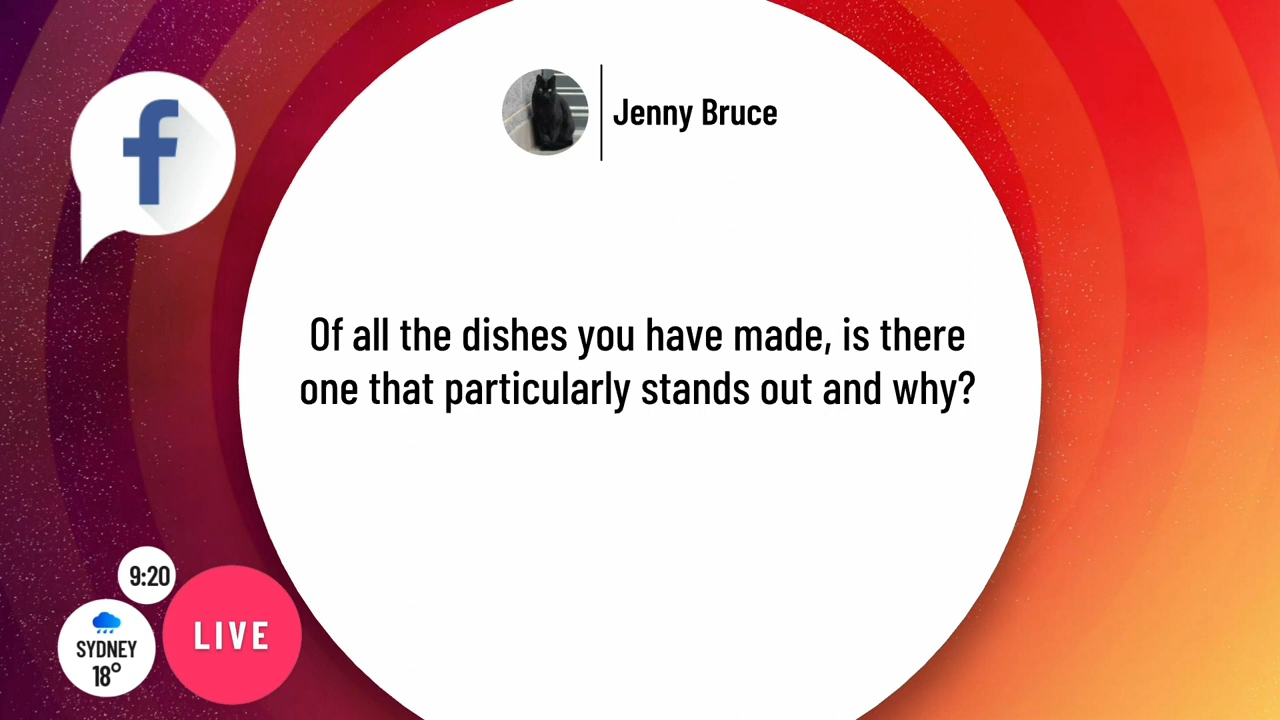 Jenny Bruce
Of all the dishes you have made, is there
one that particularly stands out and why?
9:20
SYDNEY
18°
LIVE